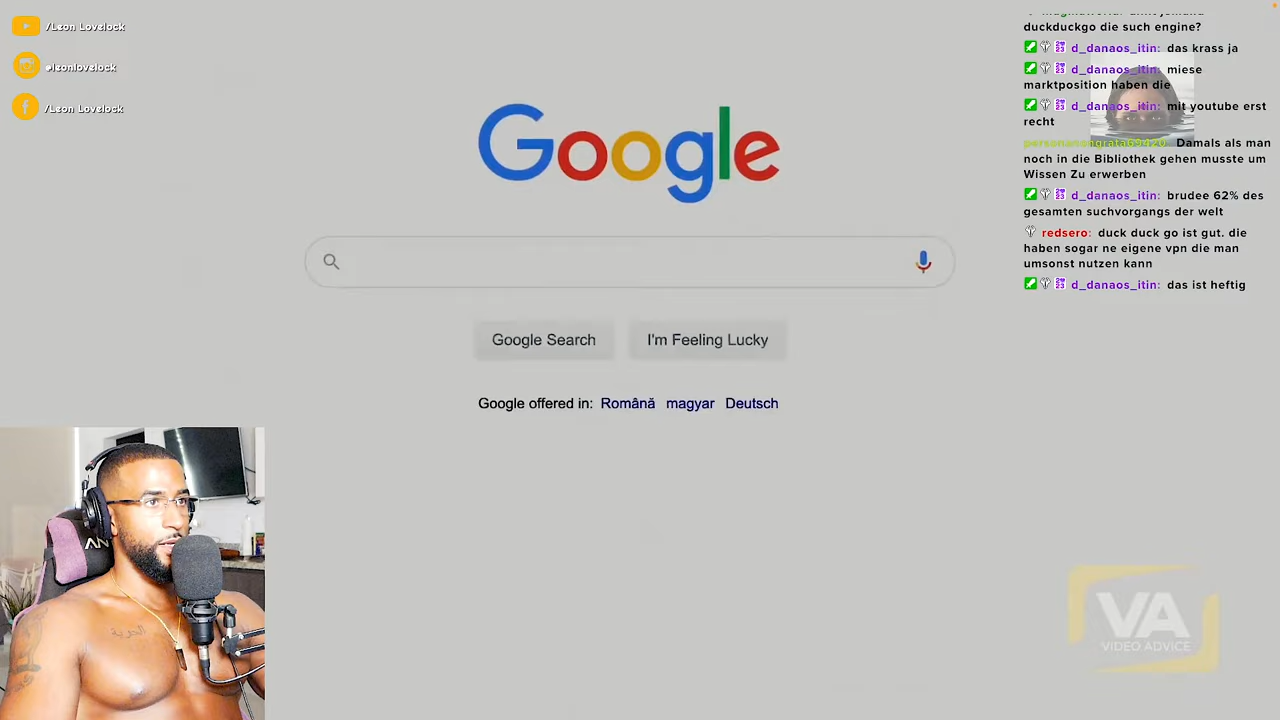 /Leon Lovelock
@leonlovelock
/Leon Lovelock
Google
Google Search
I'm Feeling Lucky
Google offered in: Română magyar Deutsch
duckduckgo die such engine?
d_danaos_itin: das krass ja
d_danaos_itin: miese
marktposition haben die
d_danaos_itin: mit youtube erst
recht
personanongrata69420 Damals als man
noch in die Bibliothek gehen musste um
Wissen Zu erwerben
d_danaos_itin: brudee 62% des
gesamten suchvorgangs der welt
redsero: duck duck go ist gut. die
haben sogar ne eigene vpn die man
umsonst nutzen kann
d_danaos_itin: das ist heftig
AN
الحرية
VA
VIDEO ADVICE